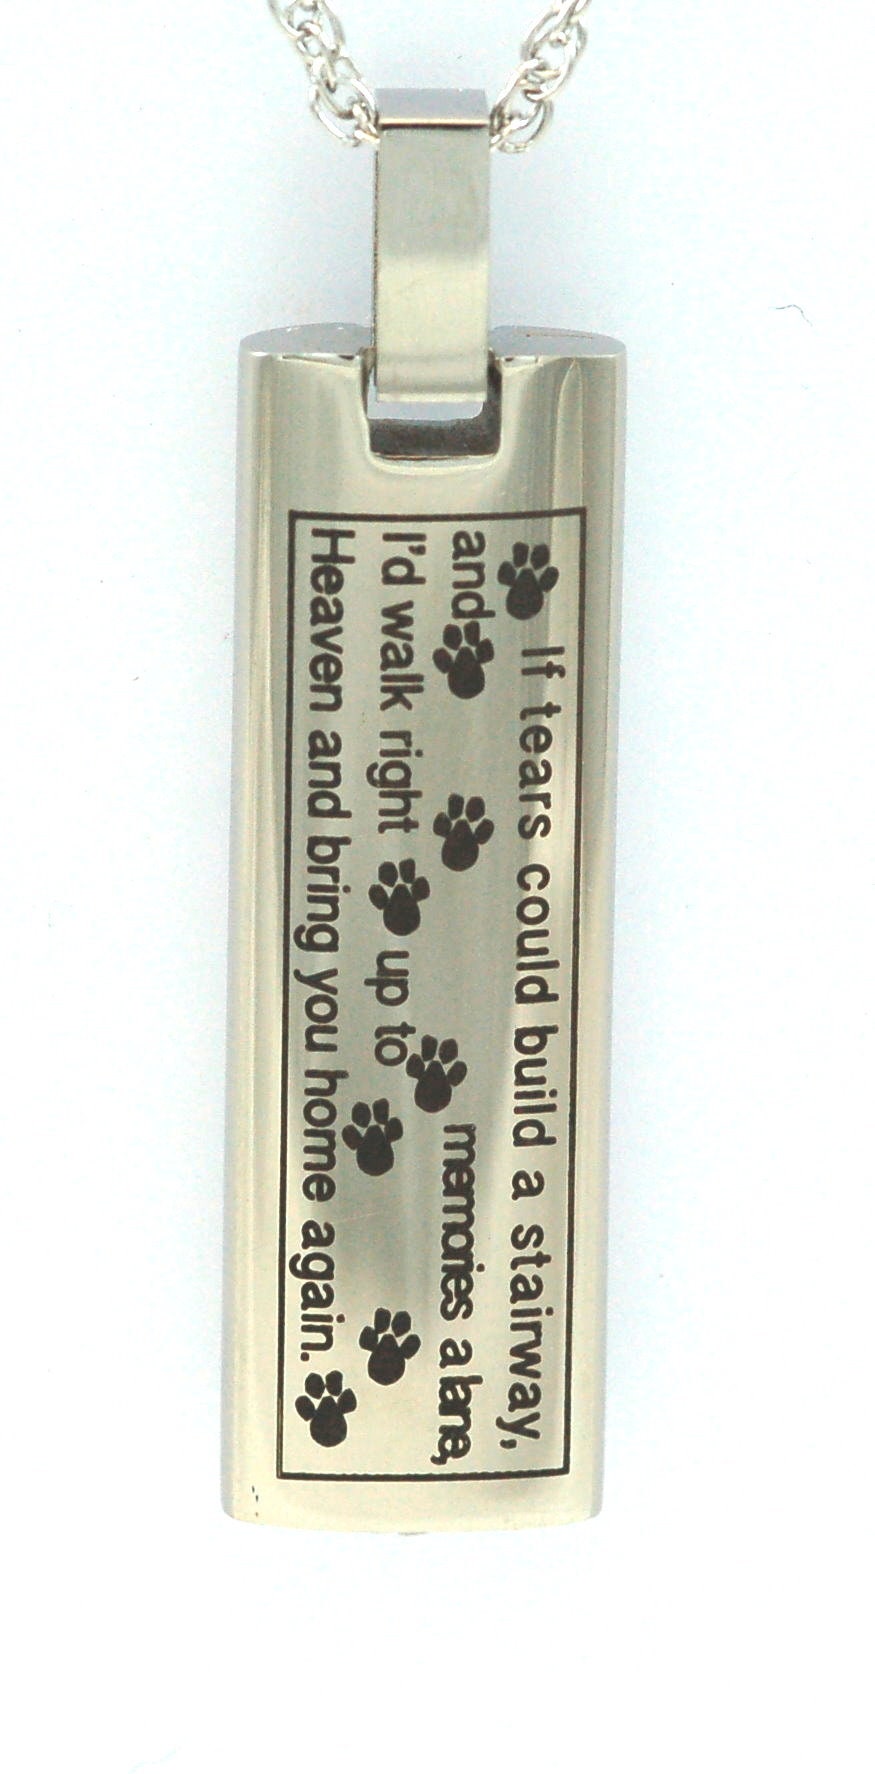 If tears could build a stairway,
and memories a lane,
I'd walk right up to
Heaven and bring you home again.